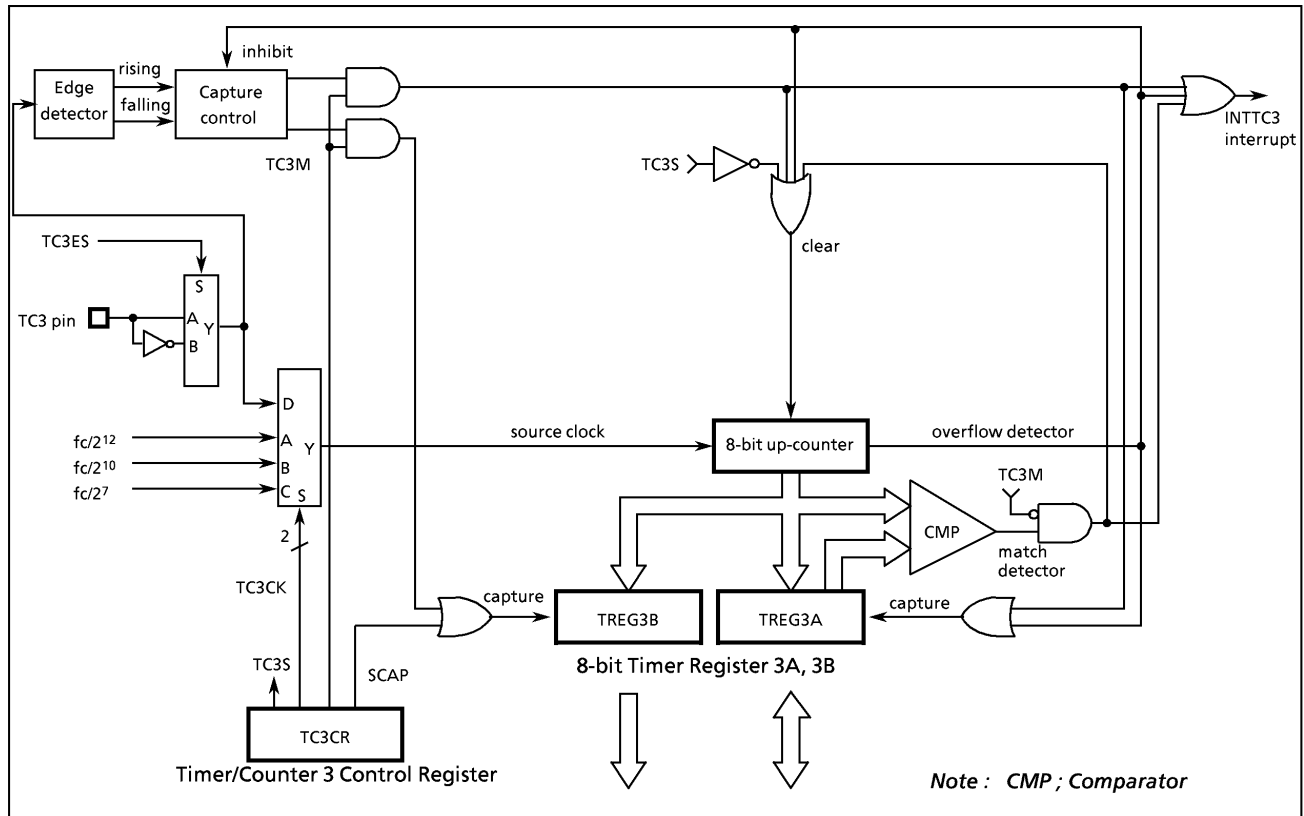 inhibit
rising
falling
Edge
detector
Capture
control
TC3M
INTTC3
interrupt
TC3S
clear
TC3ES
S
A
Y
B
TC3 pin
D
A
Y
B
C S
fc/2¹²
fc/2¹⁰
fc/2⁷
source clock
8-bit up-counter
overflow detector
TC3M
CMP
match
detector
2
TC3CK
capture
TREG3B
TREG3A
capture
8-bit Timer Register 3A, 3B
TC3S
SCAP
TC3CR
Timer/Counter 3 Control Register
Note : CMP ; Comparator